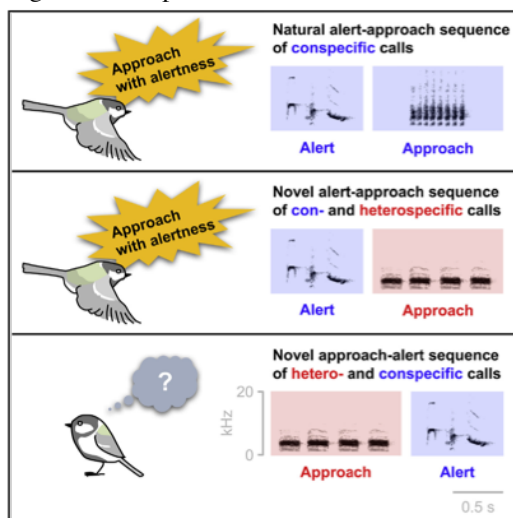 Approach
with alertness
Natural alert-approach sequence
of conspecific calls
Alert
Approach
Approach
with alertness
Novel alert-approach sequence
of con- and heterospecific calls
Alert
Approach
?
Novel approach-alert sequence
of hetero- and conspecific calls
20
kHz
0
Approach
Alert
0.5 s